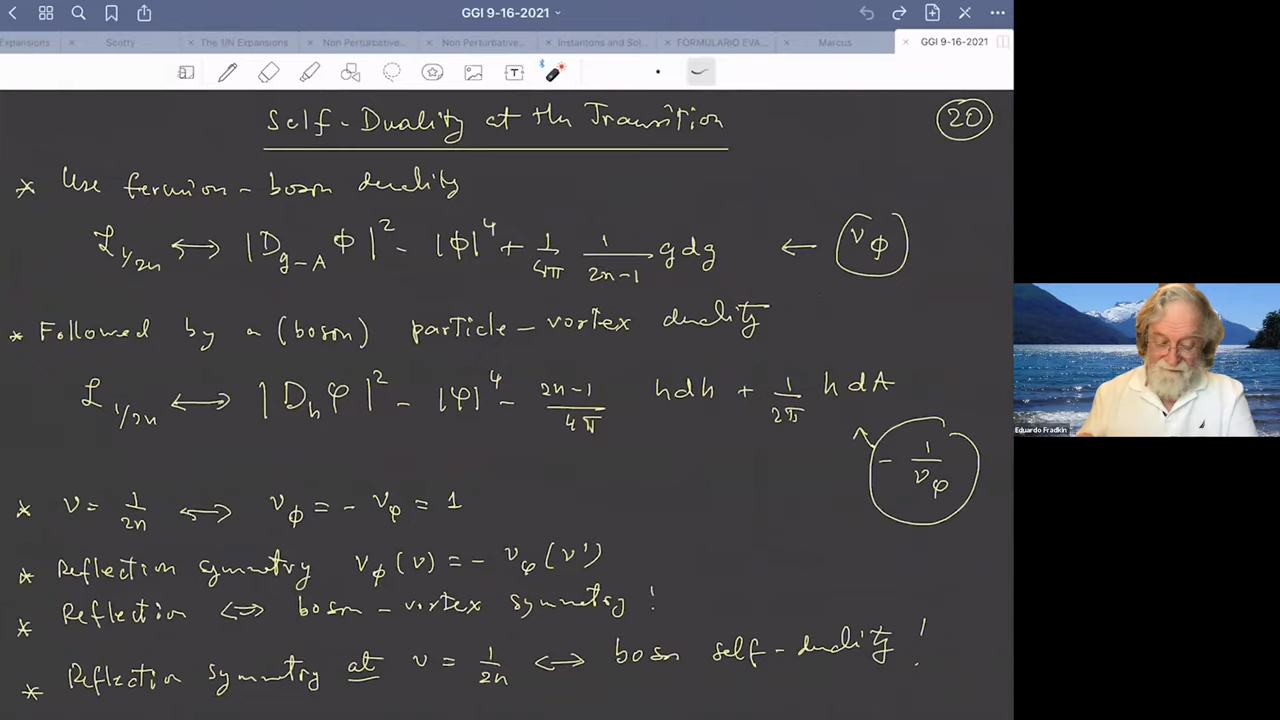 GGI 9-16-2021
Expansions
Scotty
The 1/N Expansions
Non Perturbative...
Non Perturbative...
Instantons and Sol...
FORMULARIO EVA...
Marcus
GGI 9-16-2021
Self-Duality at the Transition
20
* Use fermion-boson duality
ℒ_{1/2n} ⟷ |D_{g-A} ϕ|² - |ϕ|⁴ + 1/4π 1/(2n-1) g d g ← ν_ϕ
* Followed by a (boson) particle-vortex duality
ℒ_{1/2n} ⟷ |D_h φ|² - |φ|⁴ - (2n-1)/4π h d h + 1/2π h d A
- 1/ν_φ
* ν = 1/2n ⟺ ν_ϕ = - ν_φ = 1
* Reflection symmetry ν_ϕ(ν) = - ν_φ(ν')
* Reflection ⟺ boson-vortex symmetry!
* Reflection symmetry at ν = 1/2n ⟺ boson self-duality!
Eduardo Fradkin